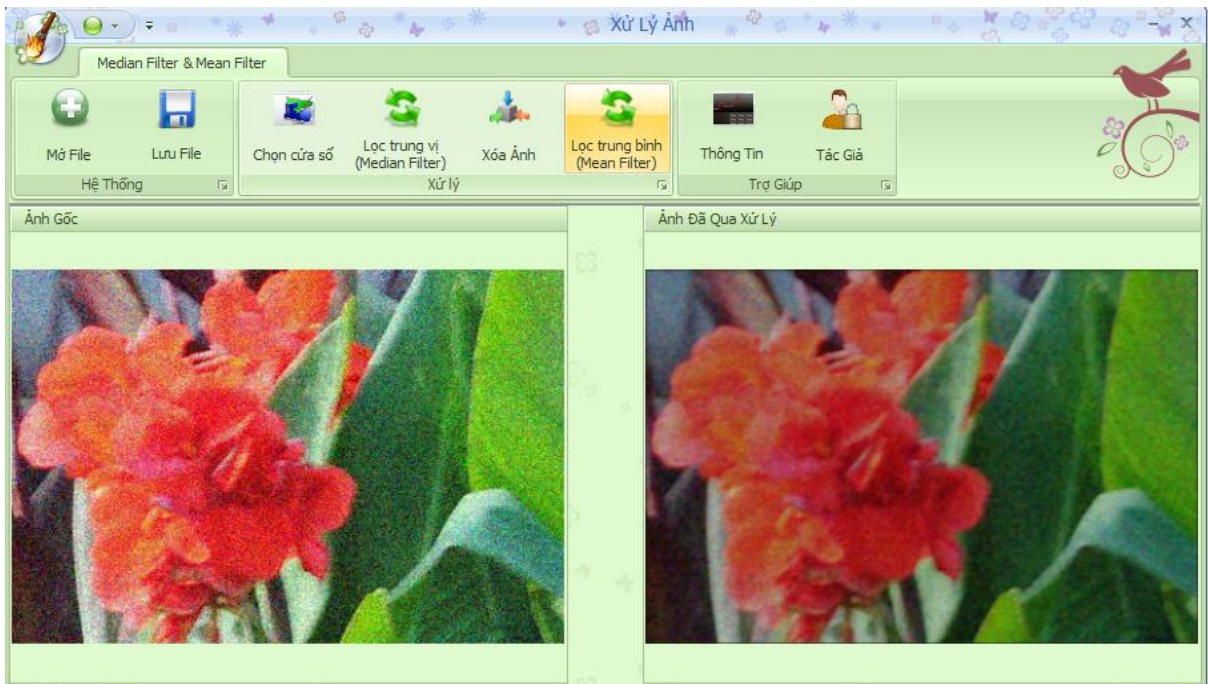 Xử Lý Ảnh
Median Filter & Mean Filter
Mở File
Lưu File
Chọn cửa sổ
Lọc trung vị
(Median Filter)
Xóa Ảnh
Lọc trung bình
(Mean Filter)
Thông Tin
Tác Giả
Hệ Thống
Xử lý
Trợ Giúp
Ảnh Gốc
Ảnh Đã Qua Xử Lý